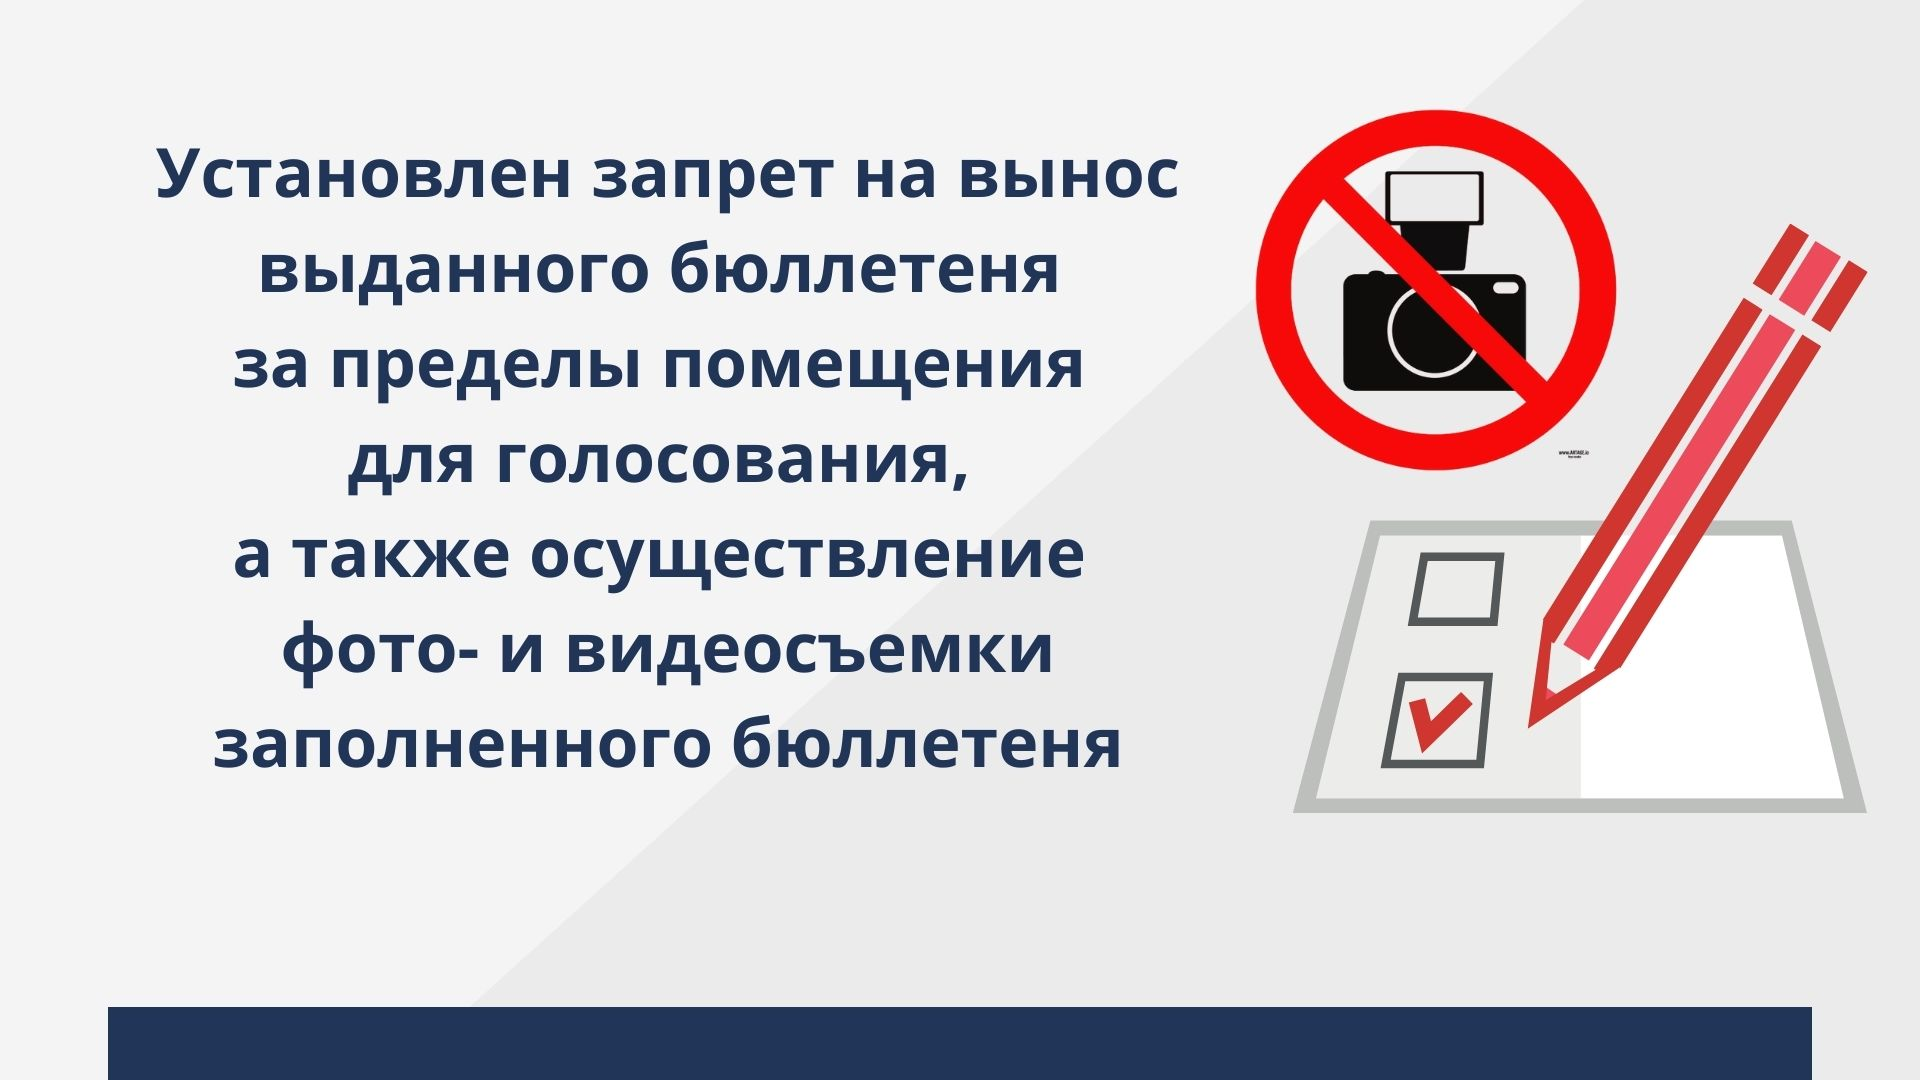 Установлен запрет на вынос
выданного бюллетеня
за пределы помещения
для голосования,
а также осуществление
фото- и видеосъемки
заполненного бюллетеня